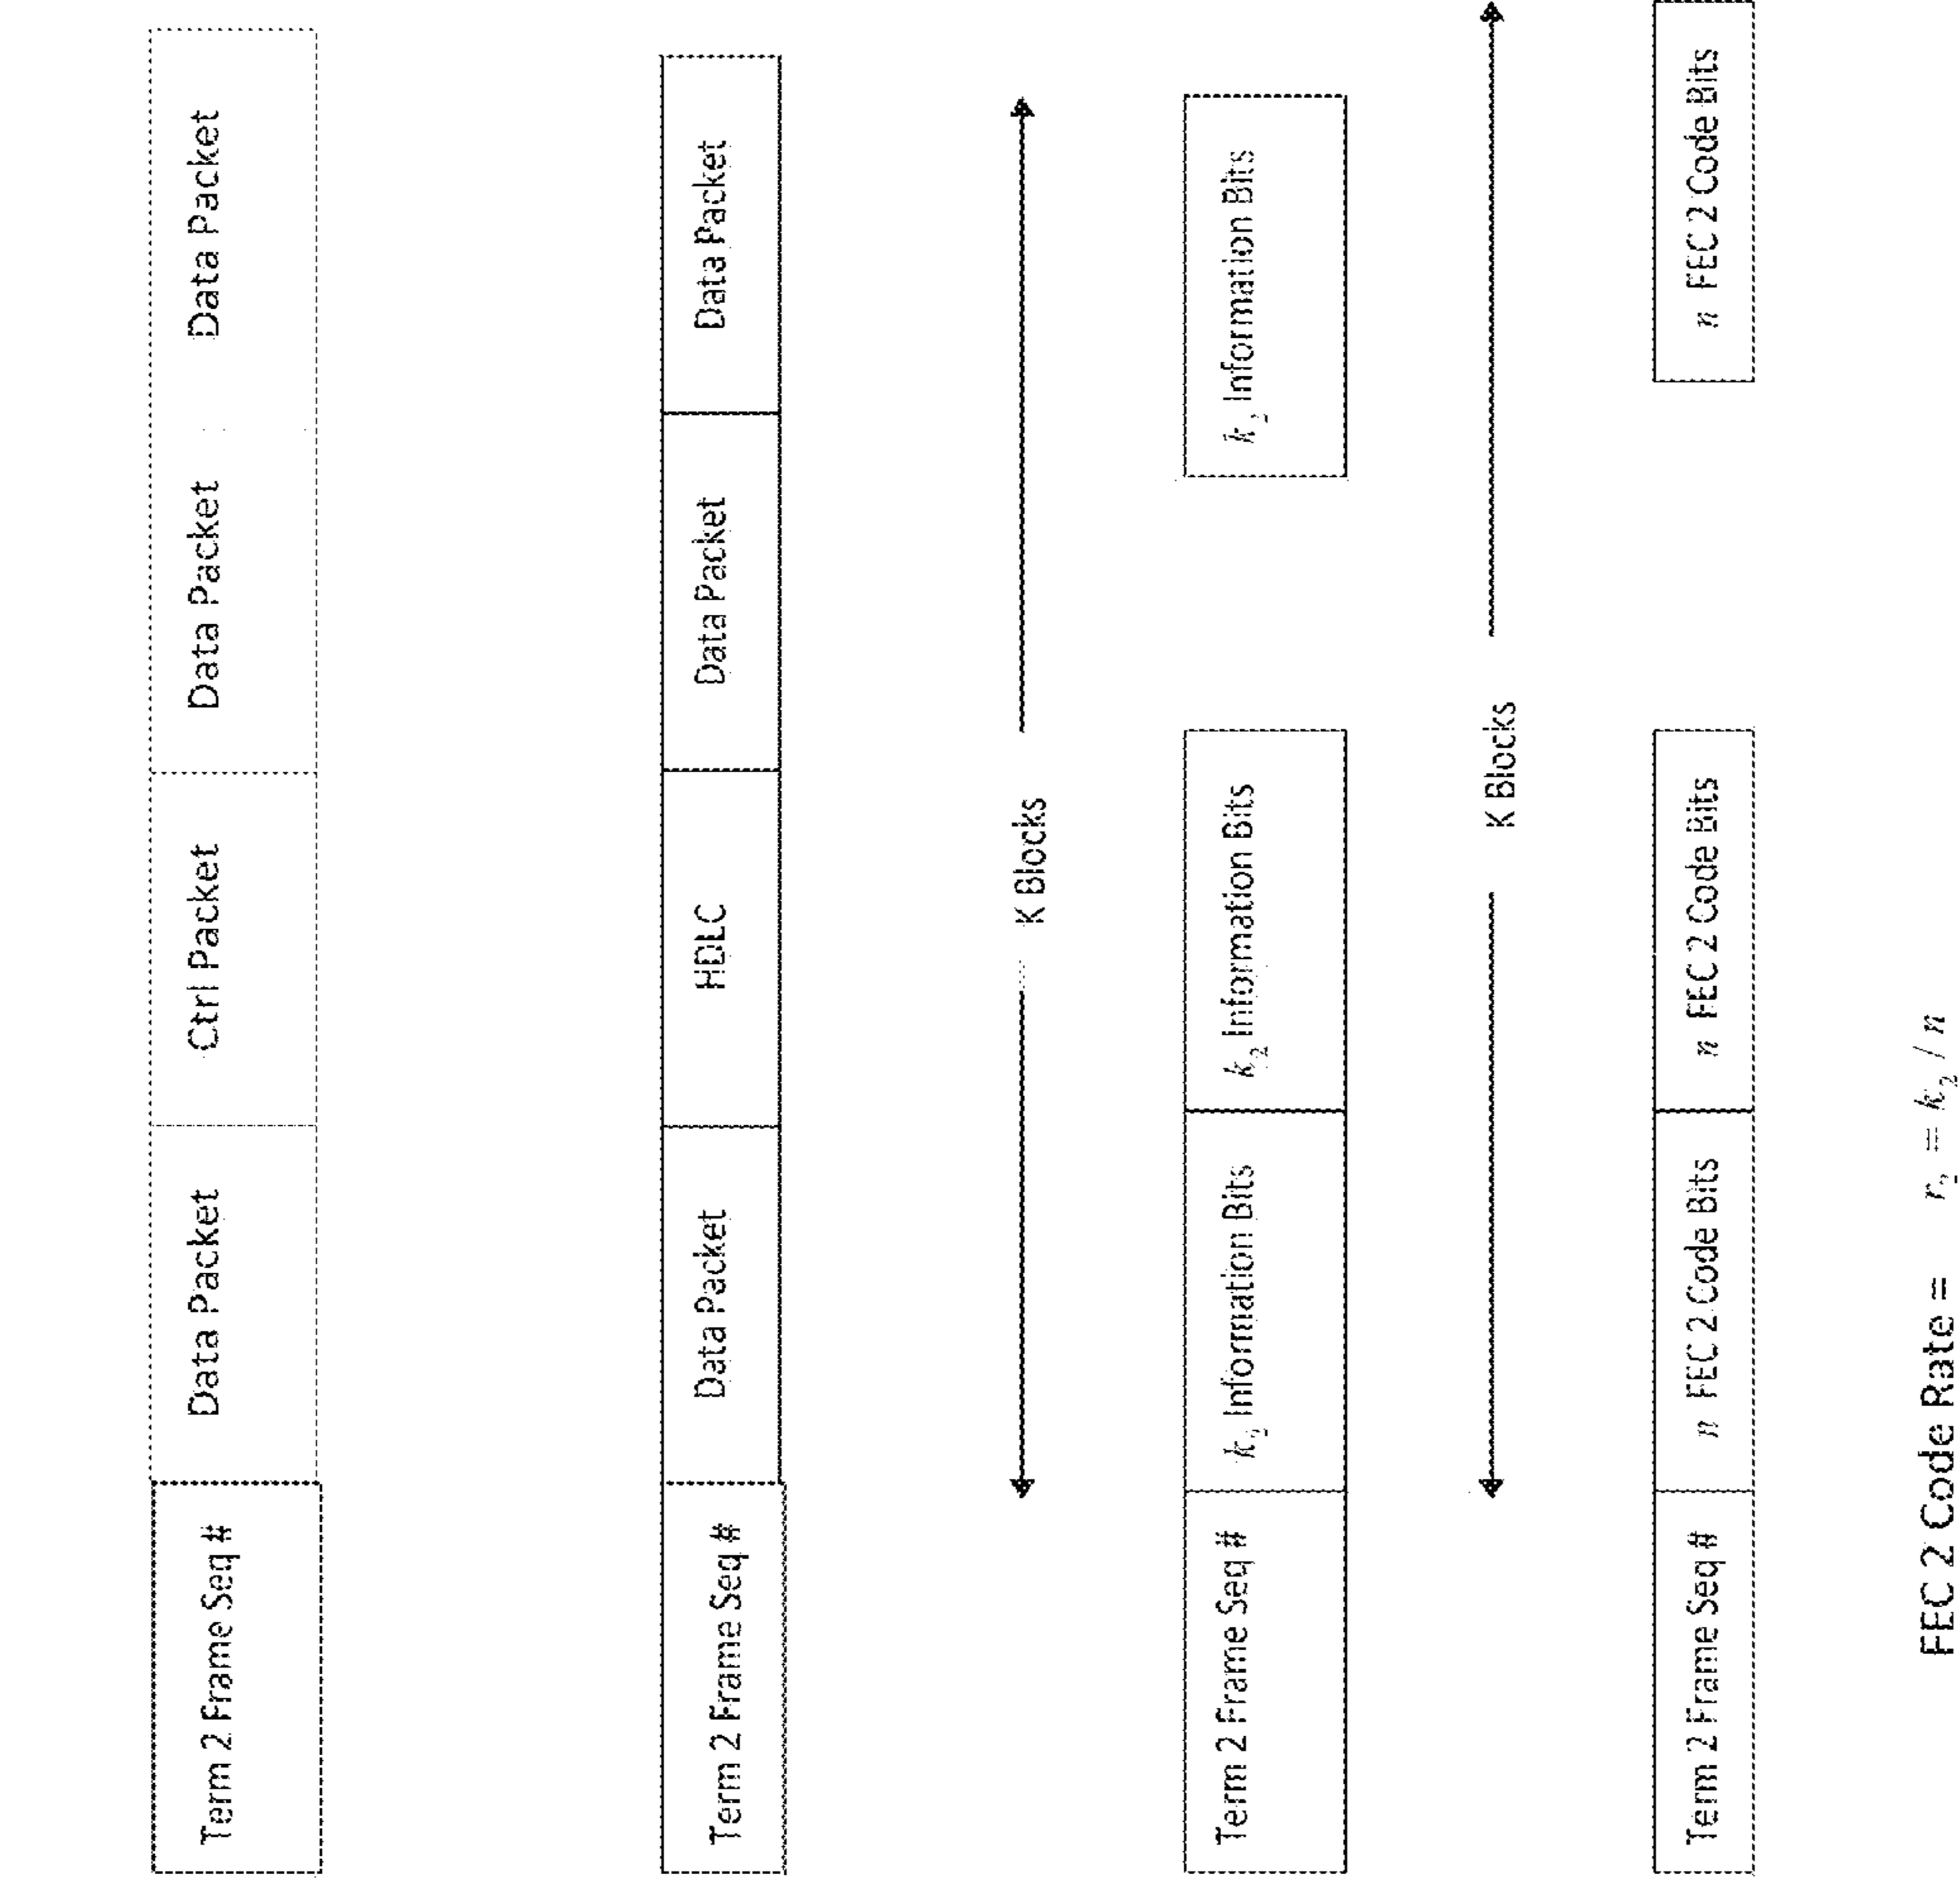 Term 2 Frame Seq # Data Packet Ctrl Packet Data Packet Data Packet
Term 2 Frame Seq # Data Packet HDLC Data Packet Data Packet
K Blocks
Term 2 Frame Seq # k₂ Information Bits k₂ Information Bits k₂ Information Bits
K Blocks
Term 2 Frame Seq # n FEC 2 Code Bits n FEC 2 Code Bits n FEC 2 Code Bits
FEC 2 Code Rate = r₂ = k₂ / n